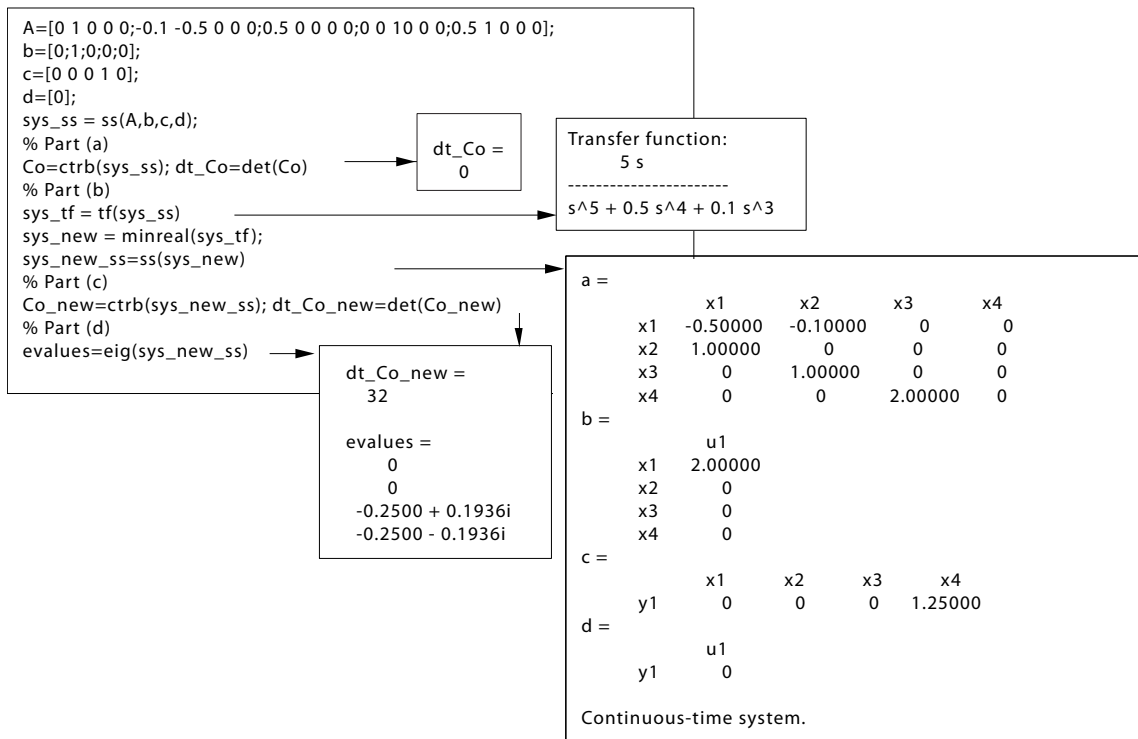 A=[0 1 0 0 0;-0.1 -0.5 0 0 0;0.5 0 0 0 0;0 0 10 0 0;0.5 1 0 0 0];
b=[0;1;0;0;0];
c=[0 0 0 1 0];
d=[0];
sys_ss = ss(A,b,c,d);
% Part (a)
Co=ctrb(sys_ss); dt_Co=det(Co)
% Part (b)
sys_tf = tf(sys_ss)
sys_new = minreal(sys_tf);
sys_new_ss=ss(sys_new)
% Part (c)
Co_new=ctrb(sys_new_ss); dt_Co_new=det(Co_new)
% Part (d)
evalues=eig(sys_new_ss)
dt_Co =
0
Transfer function:
5 s
-----------------------
s^5 + 0.5 s^4 + 0.1 s^3
dt_Co_new =
32
evalues =
0
0
-0.2500 + 0.1936i
-0.2500 - 0.1936i
a =
x1 x2 x3 x4
x1 -0.50000 -0.10000 0 0
x2 1.00000 0 0 0
x3 0 1.00000 0 0
x4 0 0 2.00000 0
b =
u1
x1 2.00000
x2 0
x3 0
x4 0
c =
x1 x2 x3 x4
y1 0 0 0 1.25000
d =
u1
y1 0
Continuous-time system.